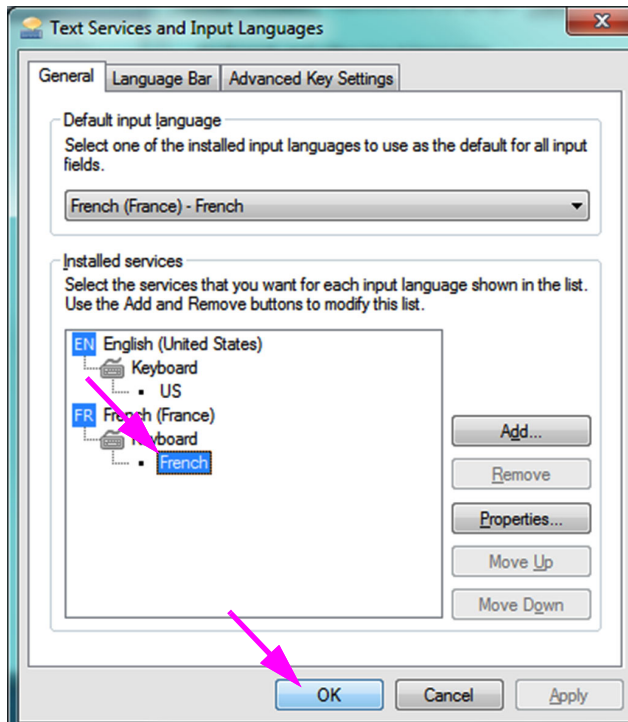 Text Services and Input Languages
General
Language Bar
Advanced Key Settings
Default input language
Select one of the installed input languages to use as the default for all input
fields.
French (France) - French
Installed services
Select the services that you want for each input language shown in the list.
Use the Add and Remove buttons to modify this list.
EN English (United States)
Keyboard
US
FR French (France)
Keyboard
French
Add...
Remove
Properties...
Move Up
Move Down
OK
Cancel
Apply